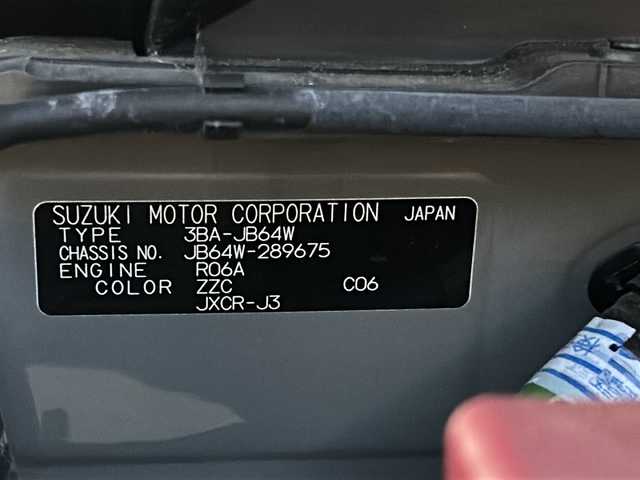 SUZUKI MOTOR CORPORATION JAPAN
TYPE 3BA-JB64W
CHASSIS NO. JB64W-289675
ENGINE R06A
COLOR ZZC C06
JXCR-J3